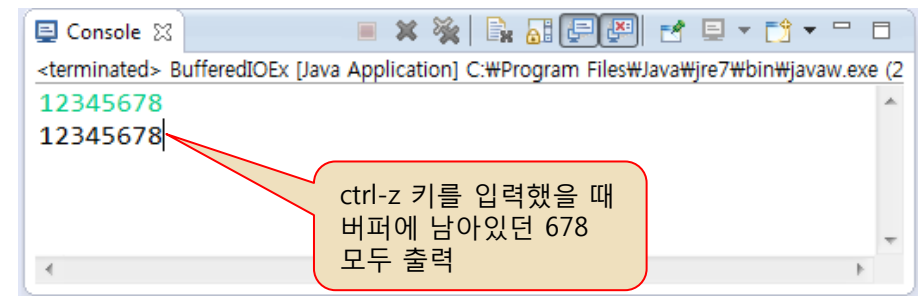 Console
<terminated> BufferedIOEx [Java Application] C:₩Program Files₩Java₩jre7₩bin₩javaw.exe (2
12345678
12345678
ctrl-z 키를 입력했을 때
버퍼에 남아있던 678
모두 출력